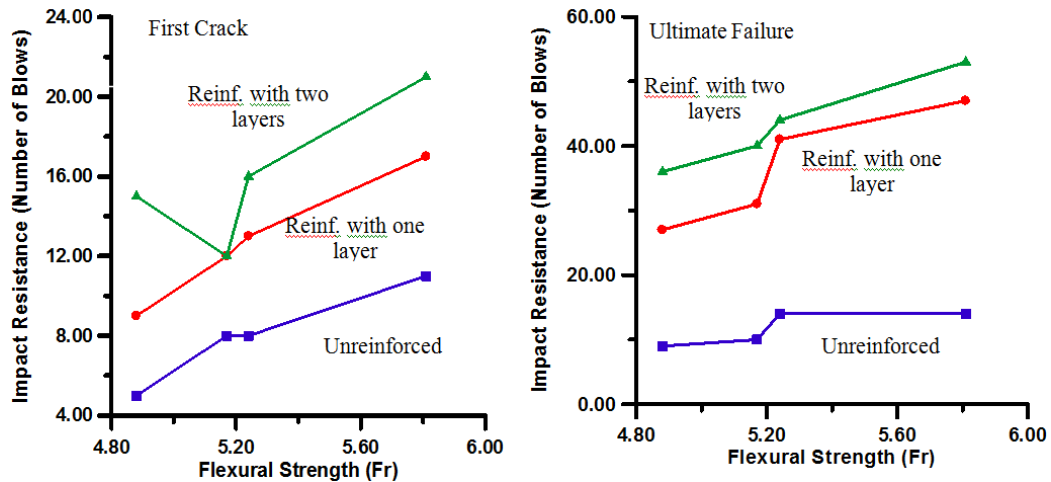 First Crack
Reinf. with two
layers
Reinf. with one
layer
Unreinforced
Impact Resistance (Number of Blows)
24.00
20.00
16.00
12.00
8.00
4.00
4.80 5.20 5.60 6.00
Flexural Strength (Fr)
Ultimate Failure
Reinf. with two
layers
Reinf. with one
layer
Unreinforced
Impact Resistance (Number of Blows)
60.00
40.00
20.00
0.00
4.80 5.20 5.60 6.00
Flexural Strength (Fr)